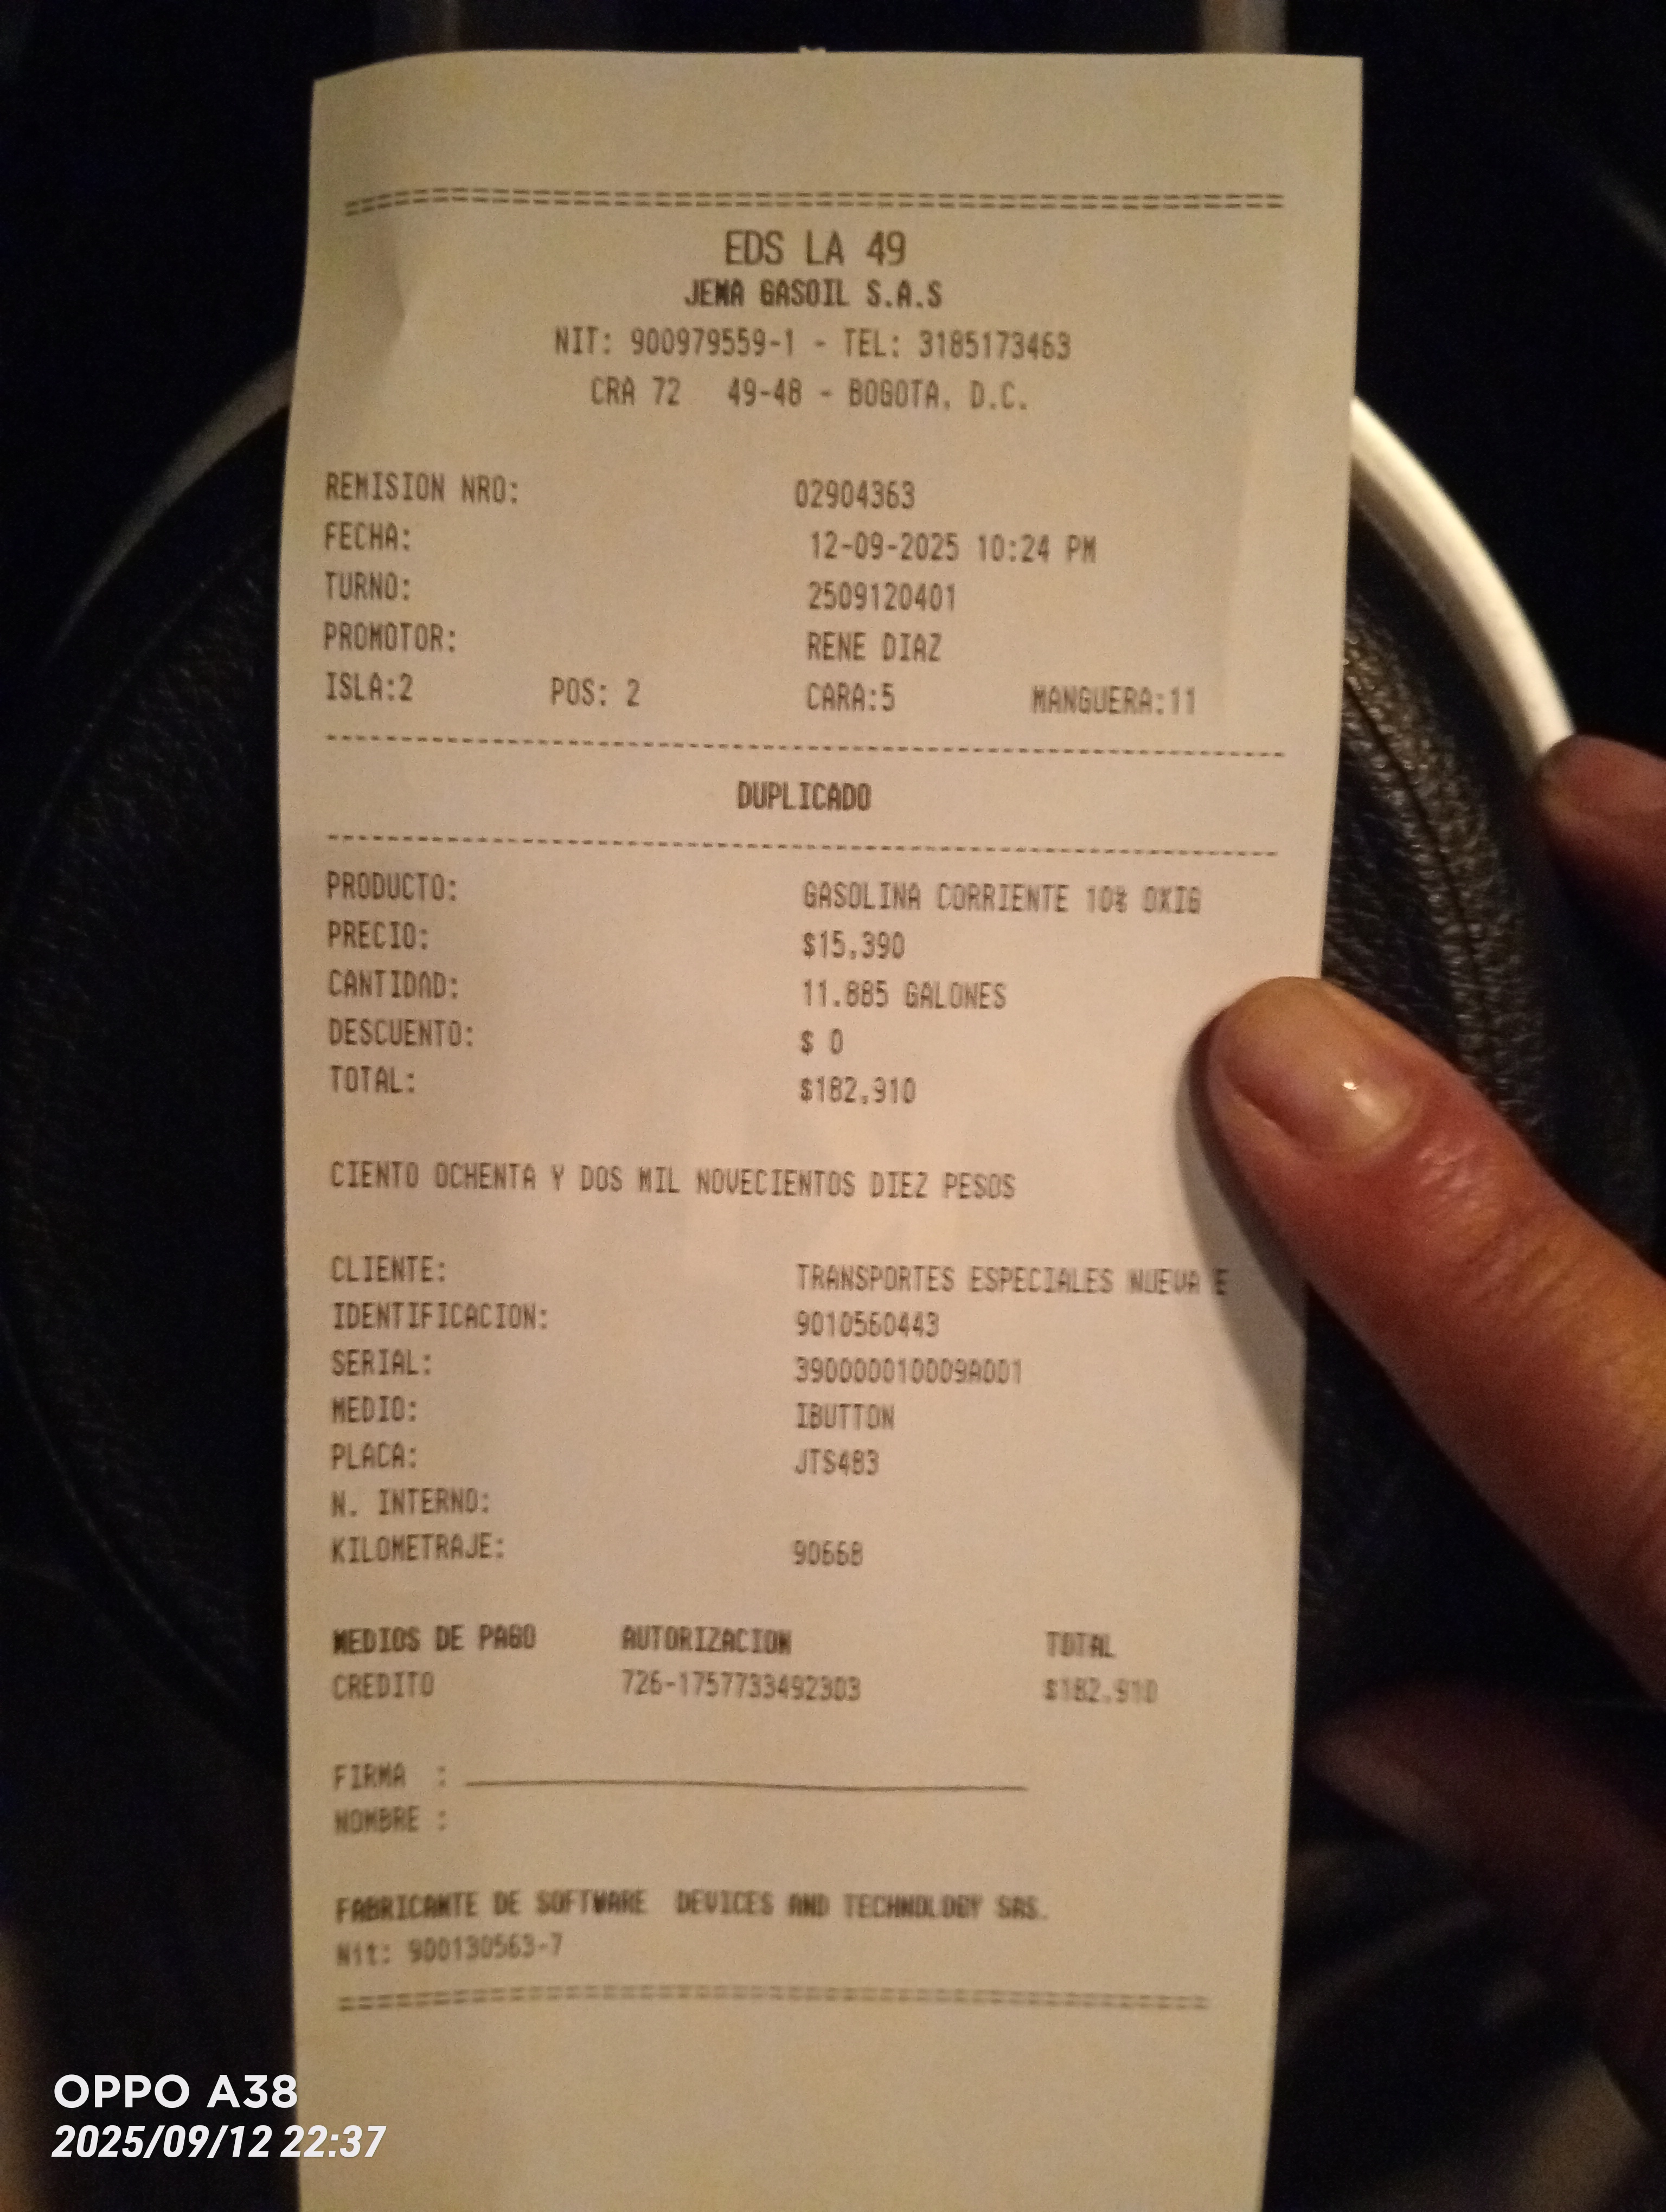 ==========================================================
EDS LA 49
JEMA GASOIL S.A.S
NIT: 900979559-1 - TEL: 3185173463
CRA 72 49-48 - BOGOTA, D.C.
REMISION NRO: 02904363
FECHA: 12-09-2025 10:24 PM
TURNO: 2509120401
PROMOTOR: RENE DIAZ
ISLA:2 POS: 2 CARA:5 MANGUERA:11
DUPLICADO
PRODUCTO: GASOLINA CORRIENTE 10% OXIG
PRECIO: $15,390
CANTIDAD: 11.885 GALONES
DESCUENTO: $ 0
TOTAL: $182,910
CIENTO OCHENTA Y DOS MIL NOVECIENTOS DIEZ PESOS
CLIENTE: TRANSPORTES ESPECIALES NUEVA E
IDENTIFICACION: 9010560443
SERIAL: 390000010009A001
MEDIO: IBUTTON
PLACA: JTS483
N. INTERNO:
KILOMETRAJE: 90668
MEDIOS DE PAGO AUTORIZACION TOTAL
CREDITO 726-1757733492303 $182,910
FIRMA :
NOMBRE :
FABRICANTE DE SOFTWARE DEVICES AND TECHNOLOGY SAS.
Nit: 900130563-7
==========================================================
OPPO A38
2025/09/12 22:37